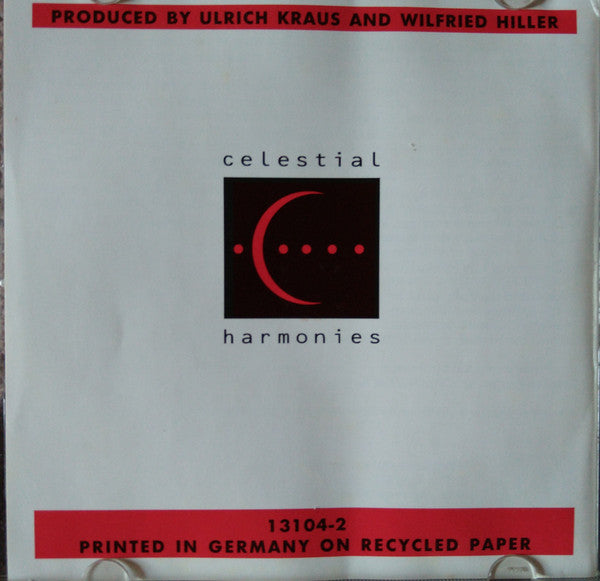 PRODUCED BY ULRICH KRAUS AND WILFRIED HILLER
celestial
harmonies
13104-2
PRINTED IN GERMANY ON RECYCLED PAPER